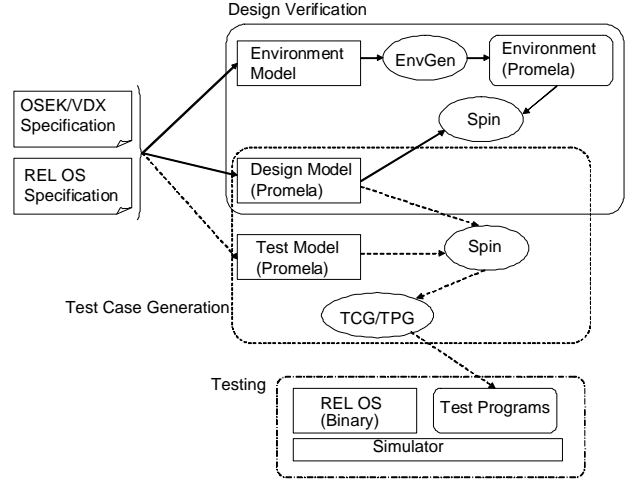 Design Verification
Environment
Model
EnvGen
Environment
(Promela)
OSEK/VDX
Specification
Spin
REL OS
Specification
Design Model
(Promela)
Test Model
(Promela)
Spin
Test Case Generation
TCG/TPG
Testing
REL OS
(Binary)
Test Programs
Simulator